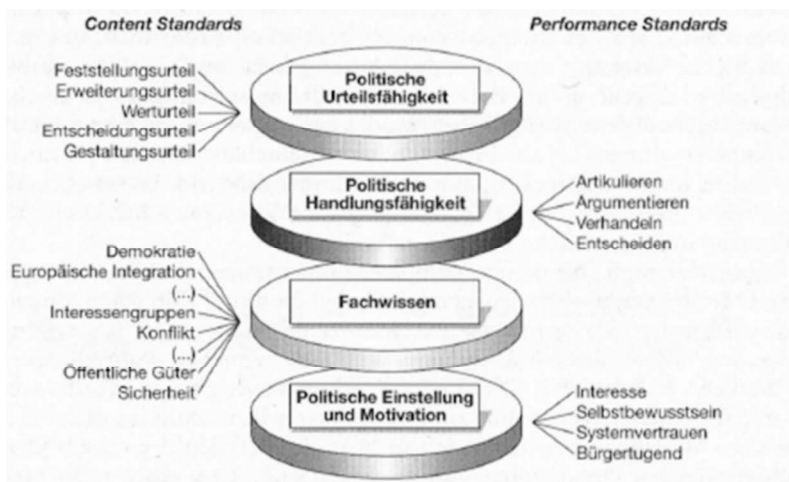 Content Standards
Performance Standards
Feststellungsurteil
Erweiterungsurteil
Werturteil
Entscheidungsurteil
Gestaltungsurteil
Politische
Urteilsfähigkeit
Politische
Handlungsfähigkeit
Artikulieren
Argumentieren
Verhandeln
Entscheiden
Demokratie
Europäische Integration
(...)
Interessengruppen
Konflikt
(...)
Öffentliche Güter
Sicherheit
Fachwissen
Politische Einstellung
und Motivation
Interesse
Selbstbewusstsein
Systemvertrauen
Bürgertugend